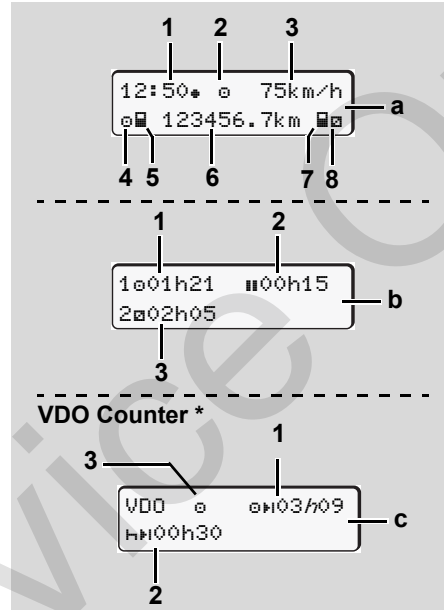 1 2 3
12:50● ⊙ 75km/h a
⊙ 123456.7km
4 5 6 7 8
1 2
1⊙01h21 00h15 b
2⧄02h05
3
VDO Counter *
1
3
VDO ⊙ ⊙03h09 c
00h30
2
vice O